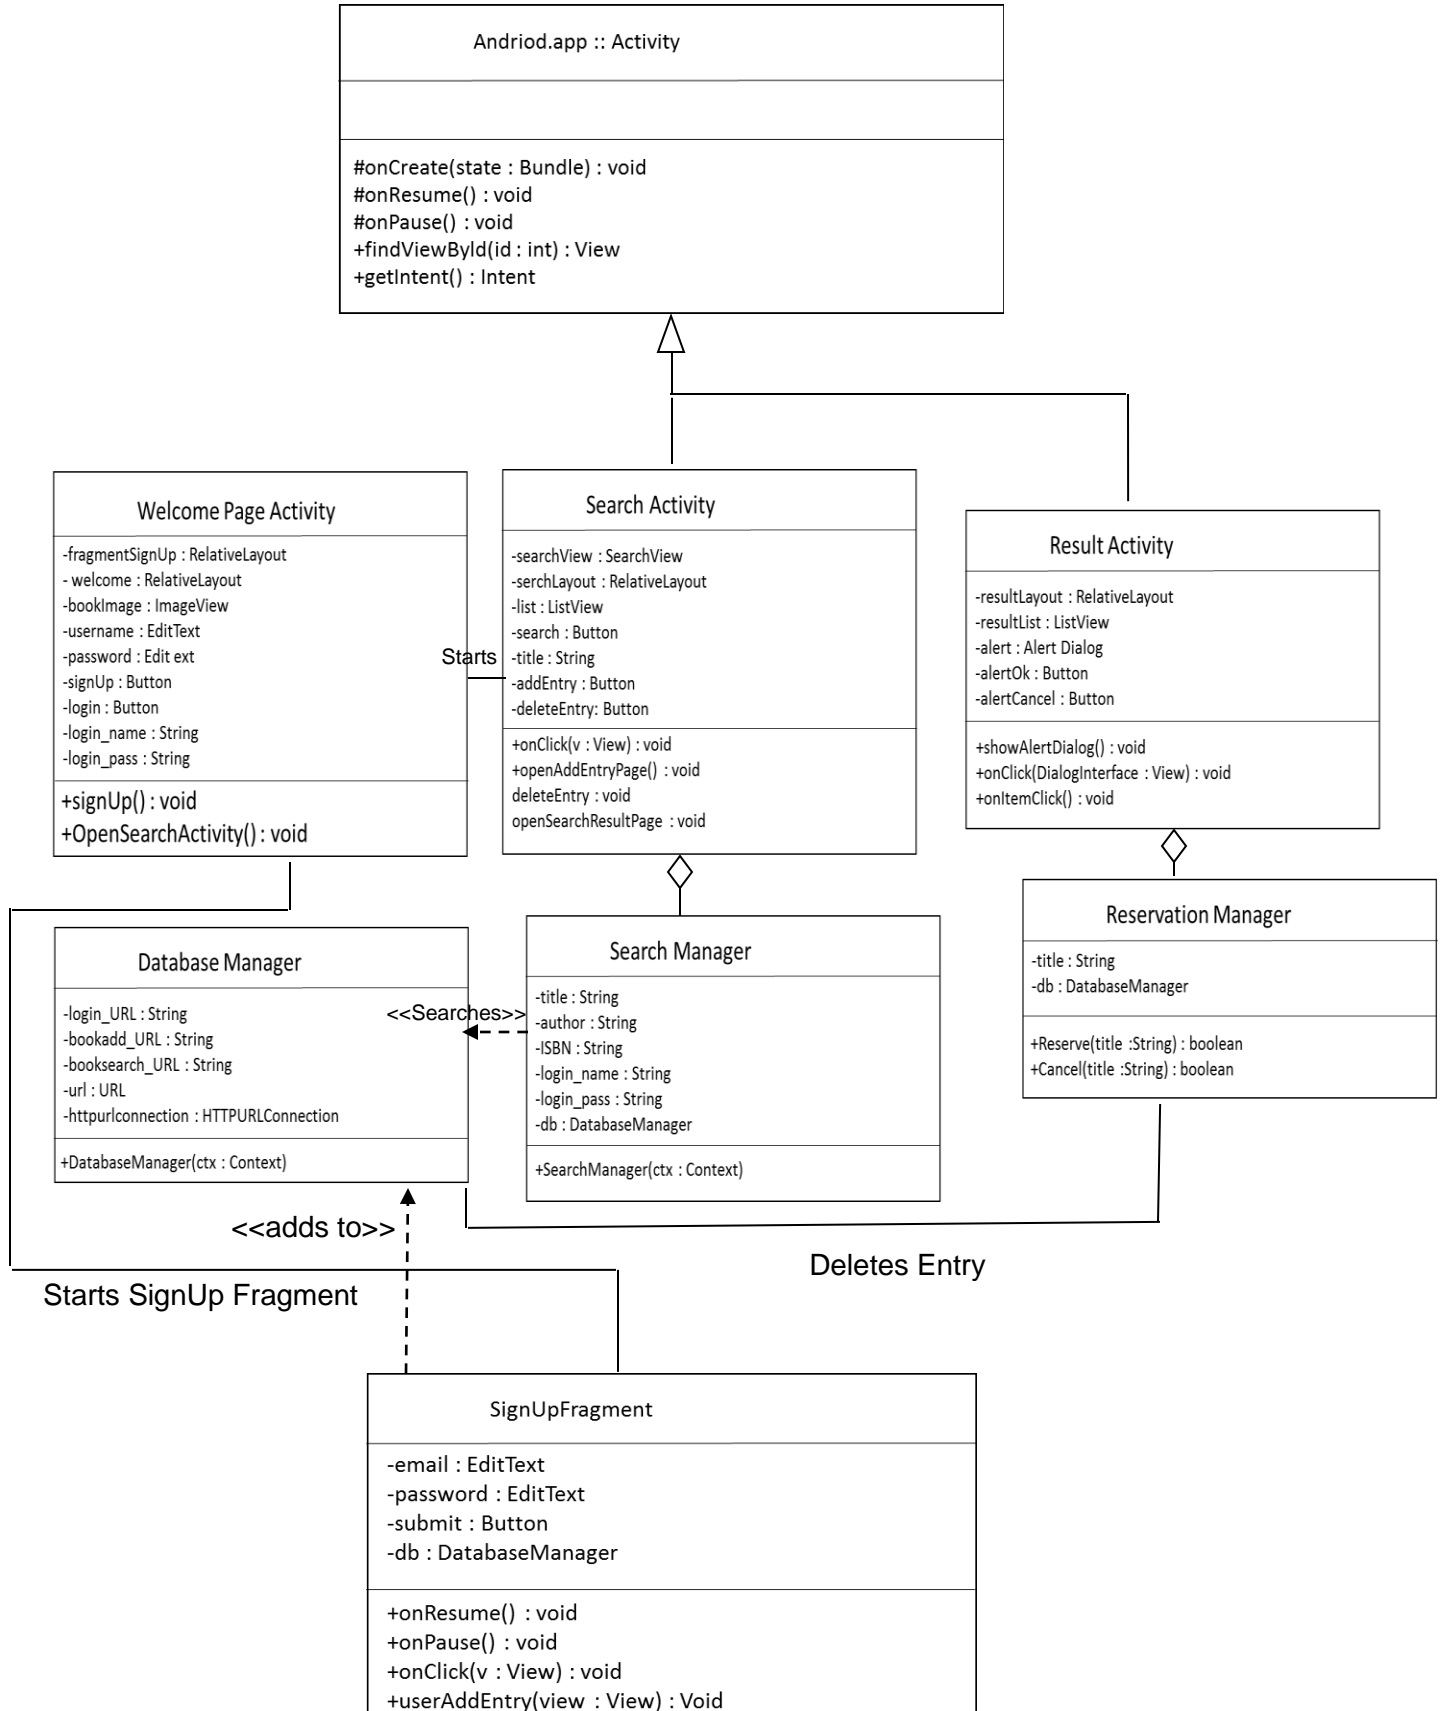 Andriod.app :: Activity
#onCreate(state : Bundle) : void
#onResume() : void
#onPause() : void
+findViewById(id : int) : View
+getIntent() : Intent
Welcome Page Activity
-fragmentSignUp : RelativeLayout
- welcome : RelativeLayout
-bookImage : ImageView
-username : EditText
-password : Edit ext
-signUp : Button
-login : Button
-login_name : String
-login_pass : String
+signUp() : void
+OpenSearchActivity() : void
Starts
Search Activity
-searchView : SearchView
-serchLayout : RelativeLayout
-list : ListView
-search : Button
-title : String
-addEntry : Button
-deleteEntry: Button
+onClick(v : View) : void
+openAddEntryPage() : void
deleteEntry : void
openSearchResultPage : void
Result Activity
-resultLayout : RelativeLayout
-resultList : ListView
-alert : Alert Dialog
-alertOk : Button
-alertCancel : Button
+showAlertDialog() : void
+onClick(DialogInterface : View) : void
+onItemClick() : void
Database Manager
-login_URL : String
-bookadd_URL : String
-booksearch_URL : String
-url : URL
-httpurlconnection : HTTPURLConnection
+DatabaseManager(ctx : Context)
<<Searches>>
Search Manager
-title : String
-author : String
-ISBN : String
-login_name : String
-login_pass : String
-db : DatabaseManager
+SearchManager(ctx : Context)
Reservation Manager
-title : String
-db : DatabaseManager
+Reserve(title :String) : boolean
+Cancel(title :String) : boolean
<<adds to>>
Deletes Entry
Starts SignUp Fragment
SignUpFragment
-email : EditText
-password : EditText
-submit : Button
-db : DatabaseManager
+onResume() : void
+onPause() : void
+onClick(v : View) : void
+userAddEntry(view : View) : Void